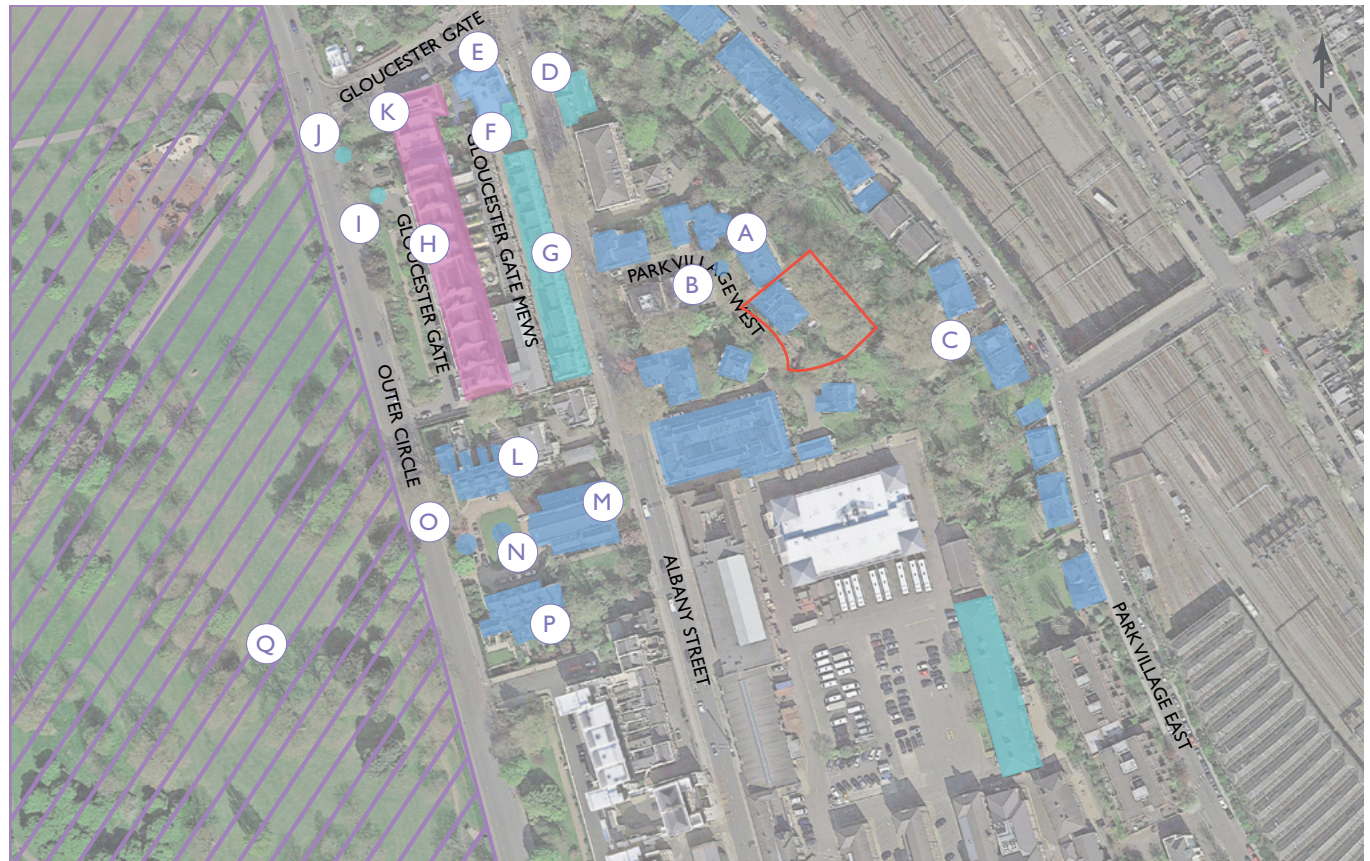 GLOUCESTER GATE
E
D
K
N
J
F
GLOUCESTER GATE MEWS
I
GLOUCESTER GATE
H
G
A
PARK VILLAGE WEST
B
C
OUTER CIRCLE
L
M
O
N
ALBANY STREET
P
Q
PARK VILLAGE EAST